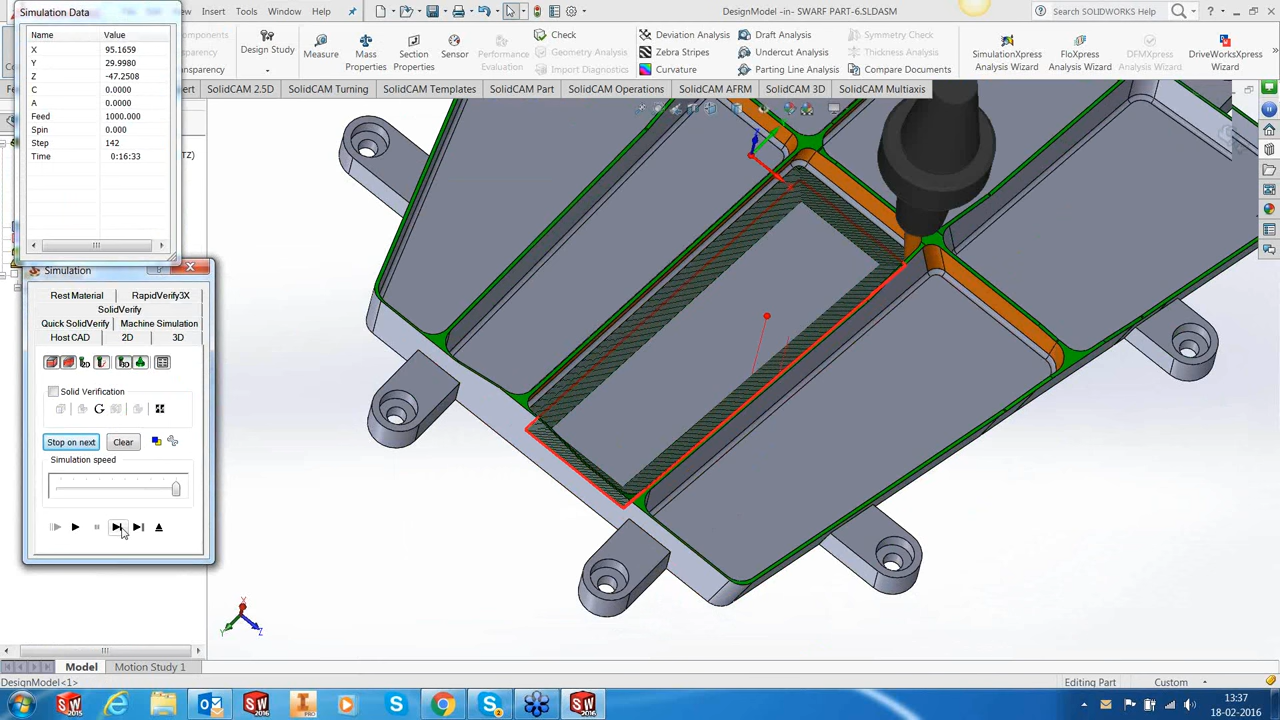 Simulation Data
Name Value
X 95.1659
Y 29.9980
Z -47.2508
C 0.0000
A 0.0000
Feed 1000.000
Spin 0.000
Step 142
Time 0:16:33
Insert Tools Window Help
DesignModel -in- SWARF PART-6.SLDASM
Search SOLIDWORKS Help
Design Study
Measure
Mass Properties
Section Properties
Sensor
Performance Evaluation
Check
Geometry Analysis
Import Diagnostics
Deviation Analysis
Zebra Stripes
Curvature
Draft Analysis
Undercut Analysis
Parting Line Analysis
Symmetry Check
Thickness Analysis
Compare Documents
SimulationXpress Analysis Wizard
FloXpress Analysis Wizard
DFMXpress Analysis Wizard
DriveWorksXpress Wizard
SolidCAM 2.5D SolidCAM Turning SolidCAM Templates SolidCAM Part SolidCAM Operations SolidCAM AFRM SolidCAM 3D SolidCAM Multiaxis
Simulation
Rest Material RapidVerify3X
SolidVerify
Quick SolidVerify Machine Simulation
Host CAD 2D 3D
Solid Verification
Stop on next Clear
Simulation speed
X
Y
Z
Model Motion Study 1
DesignModel<1> Editing Part Custom
13:37
18-02-2016